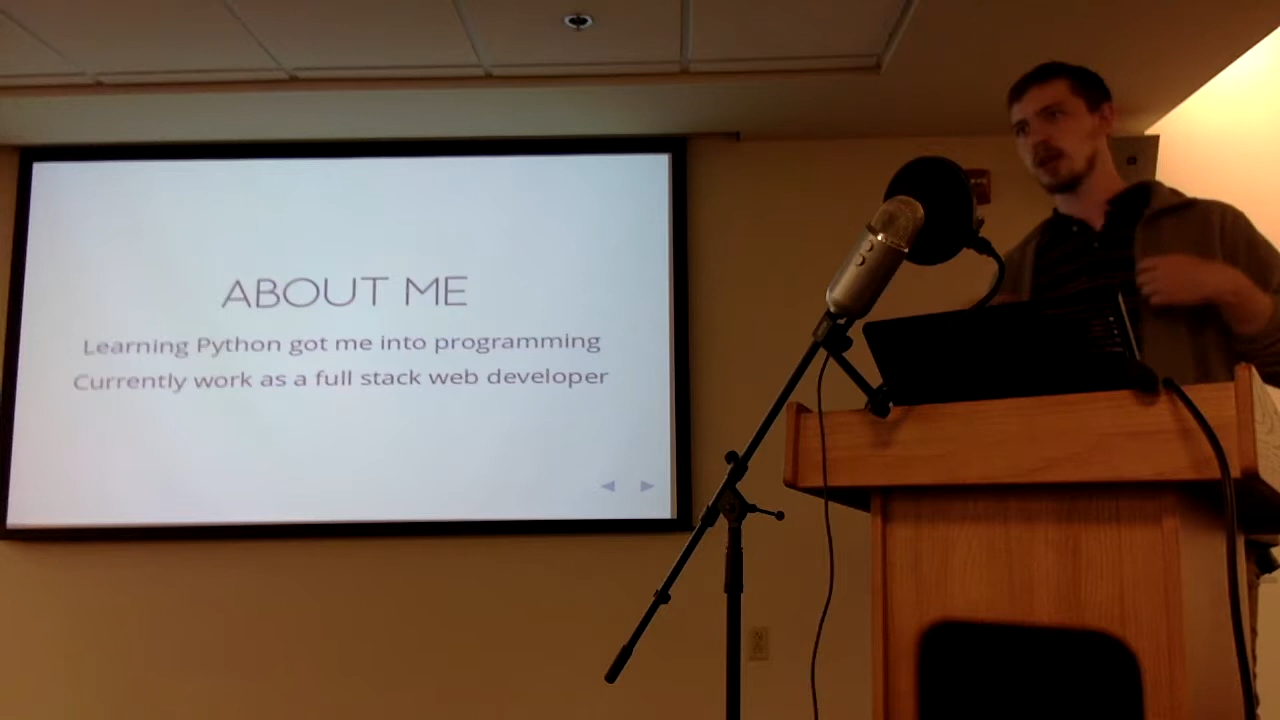 ABOUT ME
Learning Python got me into programming
Currently work as a full stack web developer